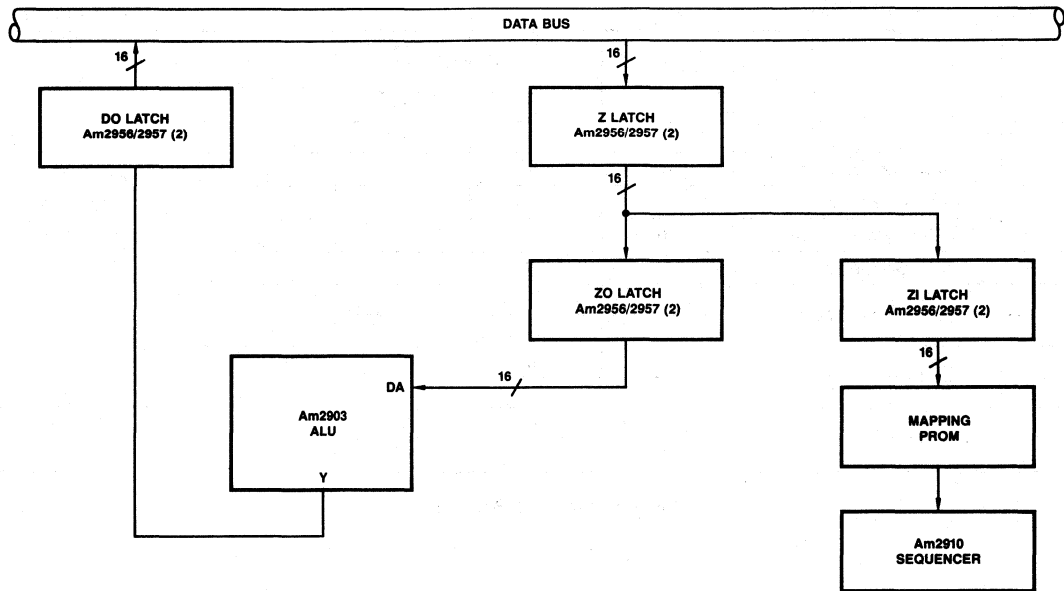 DATA BUS
16
16
DO LATCH
Am2956/2957 (2)
Z LATCH
Am2956/2957 (2)
16
ZO LATCH
Am2956/2957 (2)
ZI LATCH
Am2956/2957 (2)
16
16
DA
Am2903
ALU
Y
MAPPING
PROM
Am2910
SEQUENCER